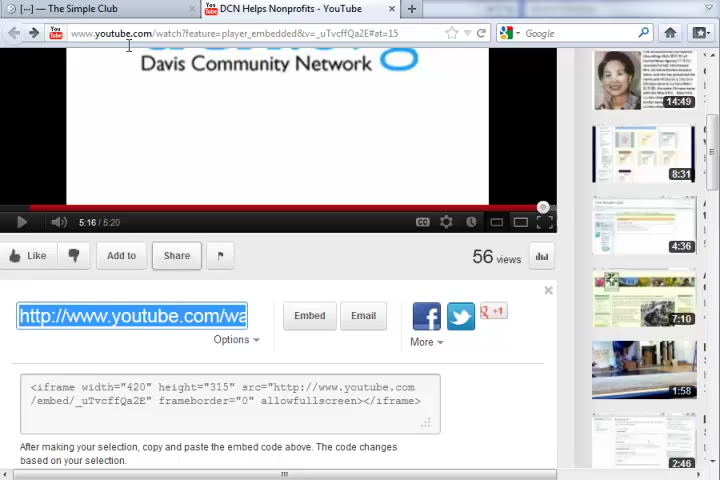 [···] — The Simple Club
DCN Helps Nonprofits - YouTube
www.youtube.com/watch?feature=player_embedded&v=_uTvcffQa2E#at=15
Google
Davis Community Network
5:16 / 5:20
CC
Like
Add to
Share
56 views
http://www.youtube.com/wa
Embed
Email
+1
Options
More
<iframe width="420" height="315" src="http://www.youtube.com
/embed/_uTvcffQa2E" frameborder="0" allowfullscreen></iframe>
After making your selection, copy and paste the embed code above. The code changes
based on your selection.
14:49
8:31
4:36
7:10
1:58
2:46